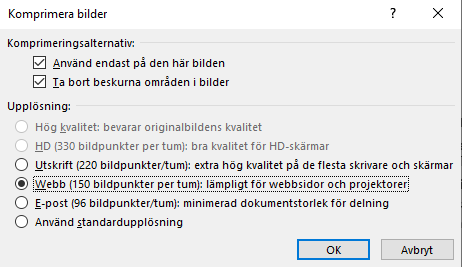 Komprimera bilder
Komprimeringsalternativ:
Använd endast på den här bilden
Ta bort beskurna områden i bilder
Upplösning:
Hög kvalitet: bevarar originalbildens kvalitet
HD (330 bildpunkter per tum): bra kvalitet för HD-skärmar
Utskrift (220 bildpunkter/tum): extra hög kvalitet på de flesta skrivare och skärmar
Webb (150 bildpunkter per tum): lämpligt för webbsidor och projektorer
E-post (96 bildpunkter/tum): minimerad dokumentstorlek för delning
Använd standardupplösning
OK
Avbryt